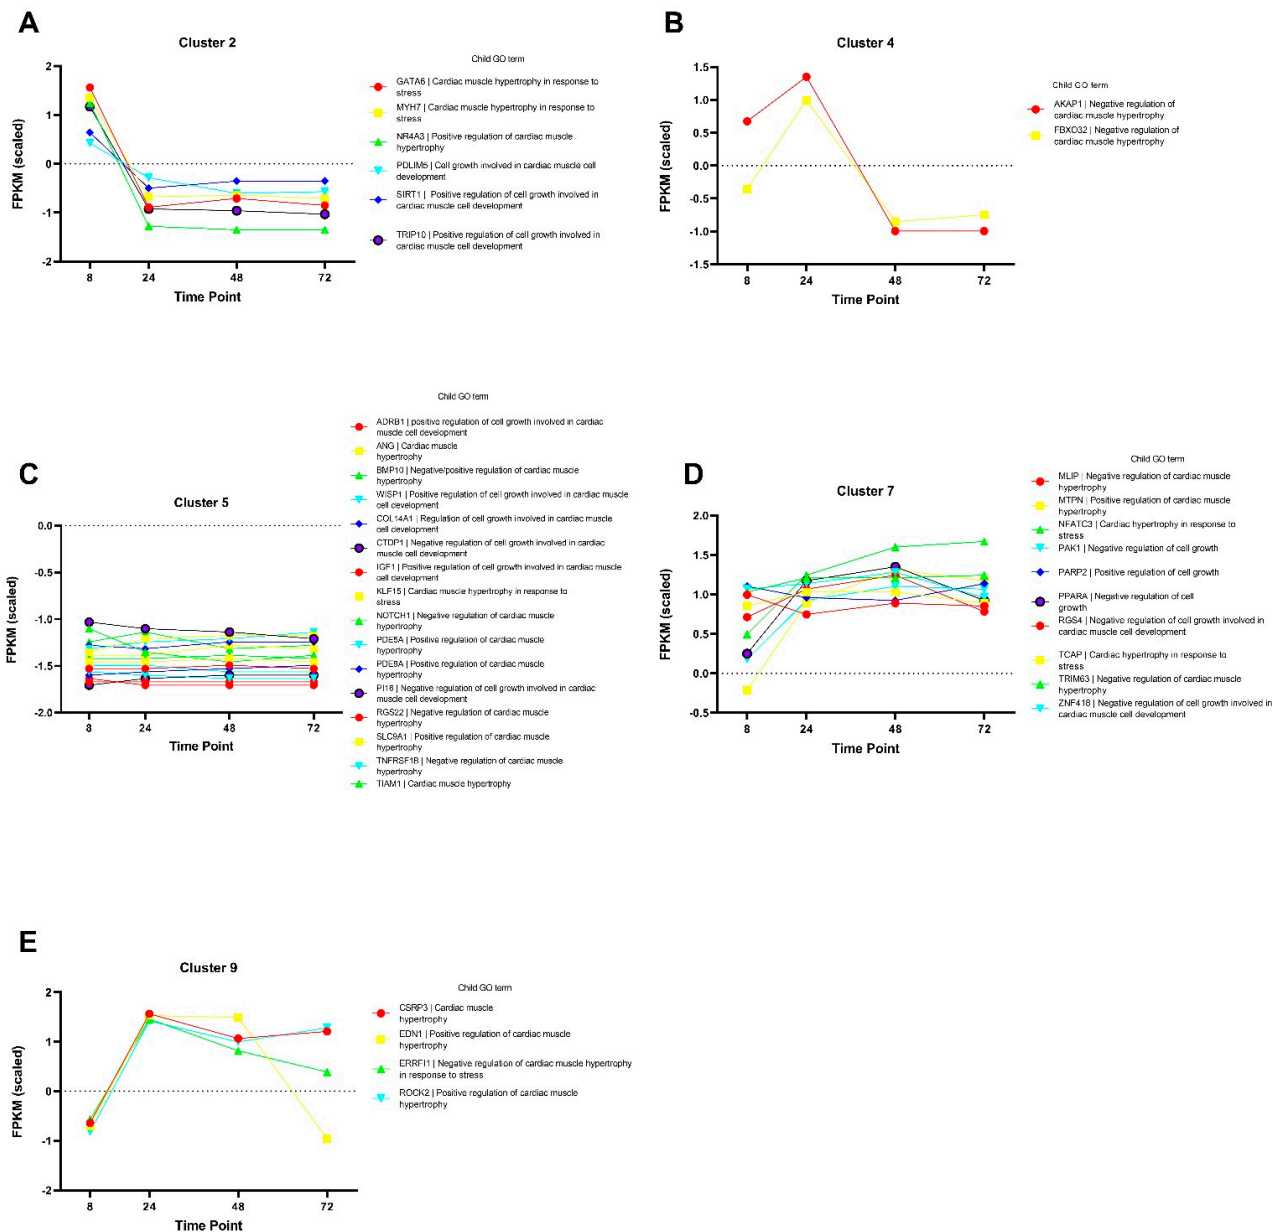 A
Cluster 2
FPKM (scaled)
2
1
0
-1
-2
8
24
48
72
Time Point
Child GO term
GATA6 | Cardiac muscle hypertrophy in response to
stress
MYH7 | Cardiac muscle hypertrophy in response to
stress
NR4A3 | Positive regulation of cardiac muscle
hypertrophy
PDLIM5 | Cell growth involved in cardiac muscle cell
development
SIRT1 | Positive regulation of cell growth involved in
cardiac muscle cell development
TRIP10 | Positive regulation of cell growth involved in
cardiac muscle cell development
B
Cluster 4
FPKM (scaled)
1.5
1.0
0.5
0.0
-0.5
-1.0
-1.5
8
24
48
72
Time Point
Child GO term
AKAP1 | Negative regulation of
cardiac muscle hypertrophy
FBXO32 | Negative regulation of
cardiac muscle hypertrophy
C
Cluster 5
FPKM (scaled)
0.0
-0.5
-1.0
-1.5
-2.0
8
24
48
72
Time Point
Child GO term
ADRB1 | positive regulation of cell growth involved in cardiac
muscle cell development
ANG | Cardiac muscle
hypertrophy
BMP10 | Negative/positive regulation of cardiac muscle
hypertrophy
WISP1 | Positive regulation of cell growth involved in cardiac muscle
cell development
COL14A1 | Regulation of cell growth involved in cardiac muscle
cell development
CTDP1 | Negative regulation of cell growth involved in cardiac
muscle cell development
IGF1 | Positive regulation of cell growth involved in cardiac muscle
cell development
KLF15 | Cardiac muscle hypertrophy in response to
stress
NOTCH1 | Negative regulation of cardiac muscle
hypertrophy
PDE5A | Positive regulation of cardiac muscle
hypertrophy
PDE9A | Positive regulation of cardiac muscle
hypertrophy
PI16 | Negative regulation of cell growth involved in cardiac
muscle cell development
RGS22 | Negative regulation of cardiac muscle
hypertrophy
SLC9A1 | Positive regulation of cardiac muscle
hypertrophy
TNFRSF1B | Negative regulation of cardiac muscle
hypertrophy
TIAM1 | Cardiac muscle hypertrophy
D
Cluster 7
FPKM (scaled)
2.0
1.5
1.0
0.5
0.0
-0.5
8
24
48
72
Time Point
Child GO term
MLIP | Negative regulation of cardiac muscle
hypertrophy
MTPN | Positive regulation of cardiac muscle
hypertrophy
NFATC3 | Cardiac hypertrophy in response to
stress
PAK1 | Negative regulation of cell growth
PARP2 | Positive regulation of cell growth
PPARA | Negative regulation of cell
growth
RGS4 | Negative regulation of cell growth involved in
cardiac muscle cell development
TCAP | Cardiac hypertrophy in response to
stress
TRIM63 | Negative regulation of cardiac muscle
hypertrophy
ZNF418 | Negative regulation of cell growth involved in
cardiac muscle cell development
E
Cluster 9
FPKM (scaled)
2
1
0
-1
-2
8
24
48
72
Time Point
Child GO term
CSRP3 | Cardiac muscle
hypertrophy
EDN1 | Positive regulation of cardiac muscle
hypertrophy
ERRFI1 | Negative regulation of cardiac muscle hypertrophy
in response to stress
ROCK2 | Positive regulation of cardiac muscle
hypertrophy